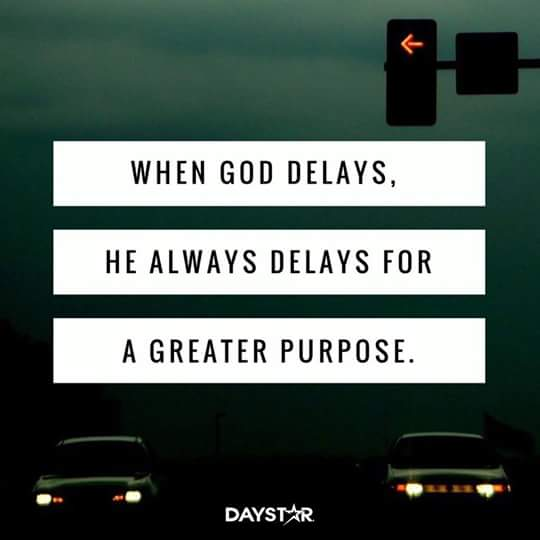 WHEN GOD DELAYS,
HE ALWAYS DELAYS FOR
A GREATER PURPOSE.
DAYSTAR